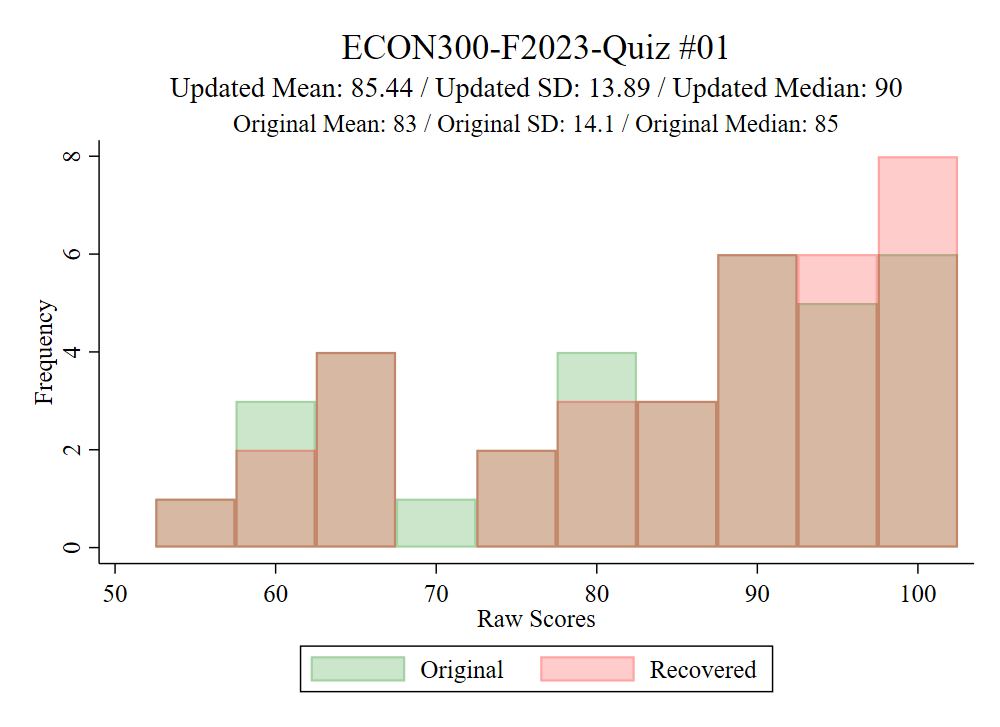 ECON300-F2023-Quiz #01
Updated Mean: 85.44 / Updated SD: 13.89 / Updated Median: 90
Original Mean: 83 / Original SD: 14.1 / Original Median: 85
8
6
4
2
0
Frequency
50 60 70 80 90 100
Raw Scores
Original Recovered